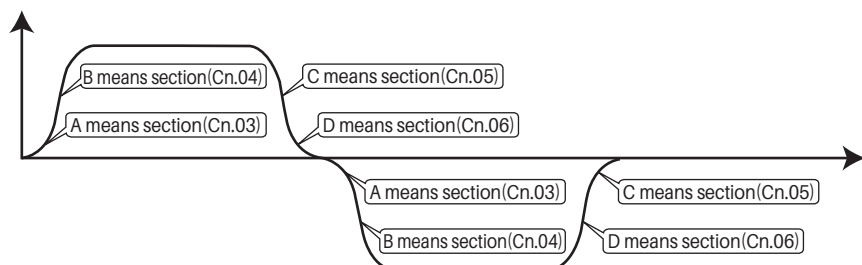 B means section(Cn.04)
C means section(Cn.05)
A means section(Cn.03)
D means section(Cn.06)
A means section(Cn.03)
C means section(Cn.05)
B means section(Cn.04)
D means section(Cn.06)